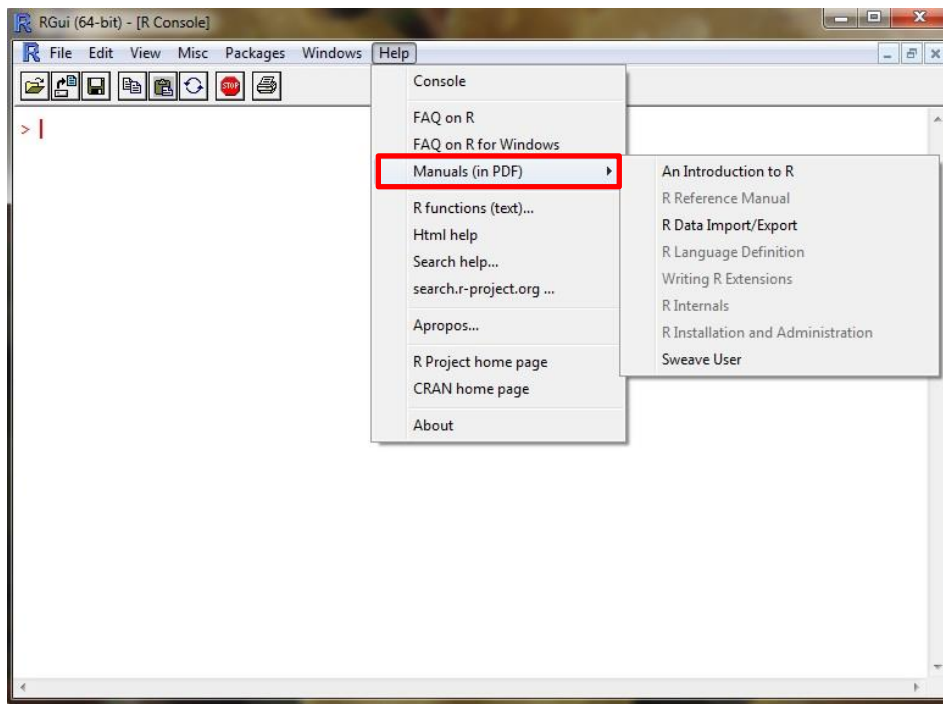 RGui (64-bit) - [R Console]
File Edit View Misc Packages Windows Help
STOP
>
Console
FAQ on R
FAQ on R for Windows
Manuals (in PDF)
R functions (text)...
Html help
Search help...
search.r-project.org ...
Apropos...
R Project home page
CRAN home page
About
An Introduction to R
R Reference Manual
R Data Import/Export
R Language Definition
Writing R Extensions
R Internals
R Installation and Administration
Sweave User